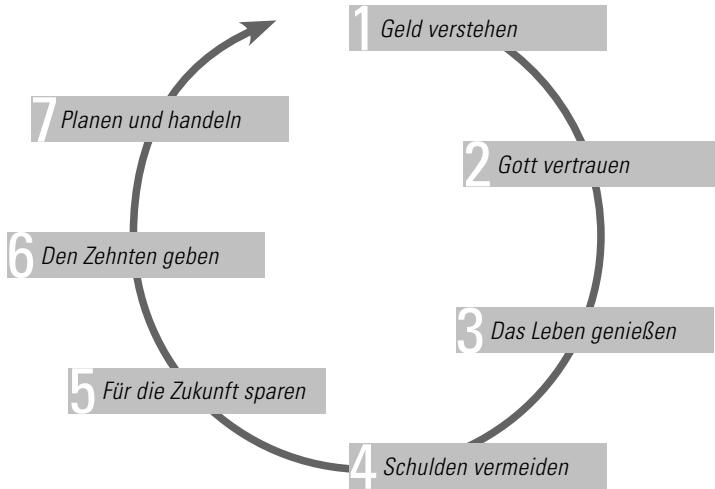 1 Geld verstehen
2 Gott vertrauen
3 Das Leben genießen
4 Schulden vermeiden
5 Für die Zukunft sparen
6 Den Zehnten geben
7 Planen und handeln